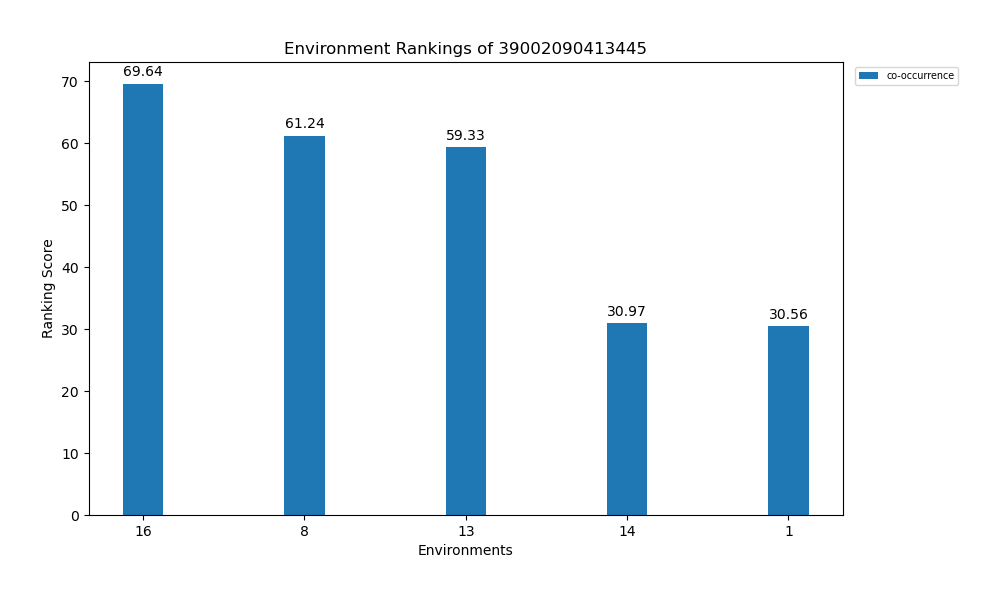 Environment Rankings of 39002090413445
co-occurrence
Ranking Score
70
60
50
40
30
20
10
0
69.64
61.24
59.33
30.97
30.56
16 8 13 14 1
Environments